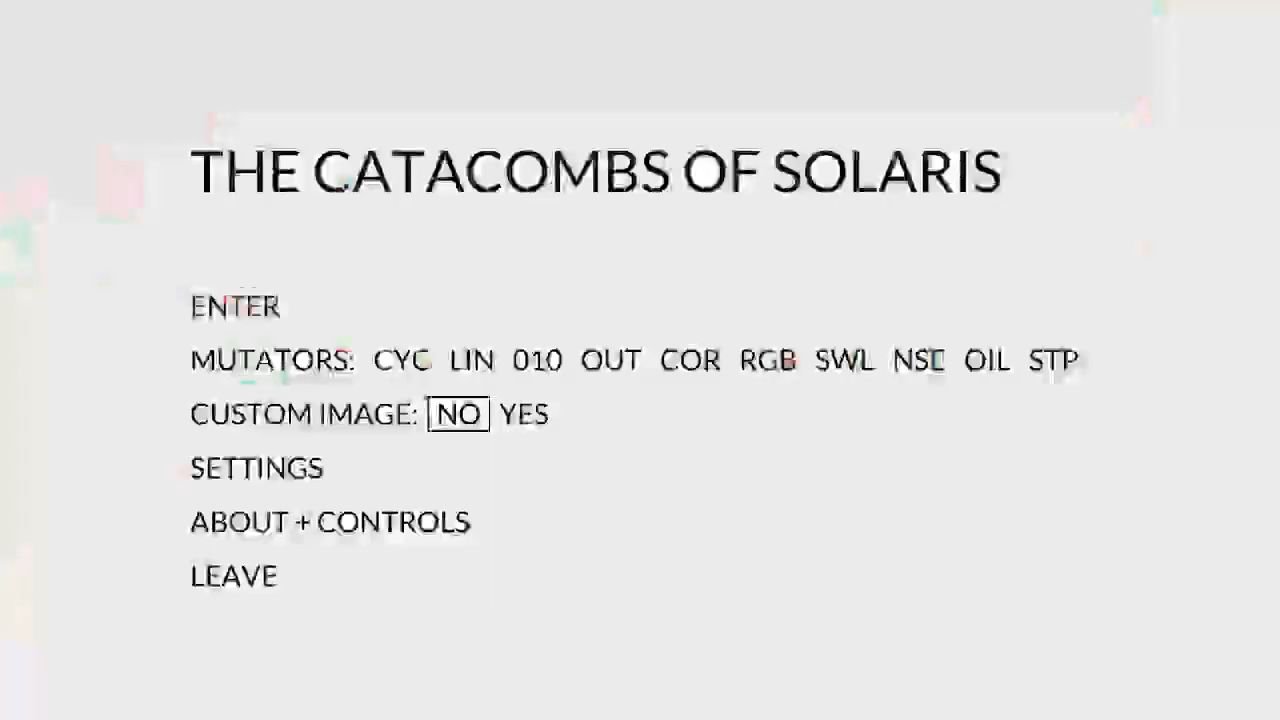 THE CATACOMBS OF SOLARIS
ENTER
MUTATORS: CYC LIN 010 OUT COR RGB SWL NSE OIL STP
CUSTOM IMAGE: NO YES
SETTINGS
ABOUT + CONTROLS
LEAVE